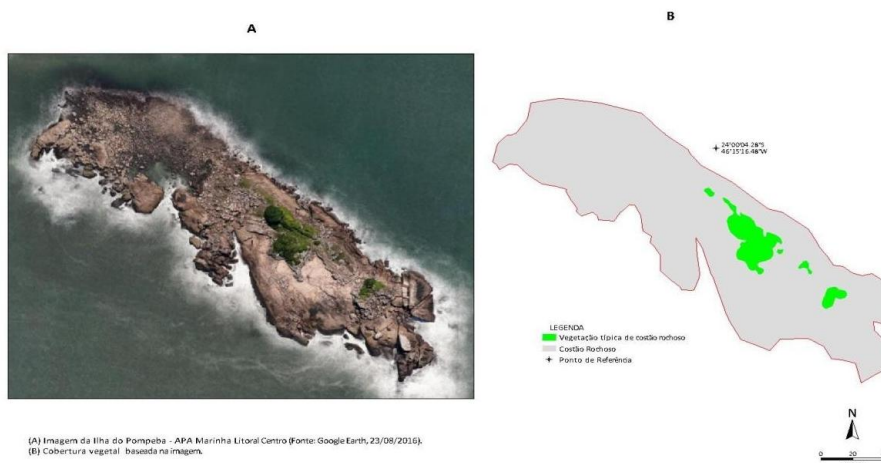 A
B
24°00'04.28"S
46°15'16.48"W
LEGENDA
Vegetação típica de costão rochoso
Costão Rochoso
Ponto de Referência
N
0 20
(A) Imagem da Ilha do Pompeba - APA Marinha Litoral Centro (Fonte: Google Earth, 23/08/2016).
(B) Cobertura vegetal baseada na imagem.